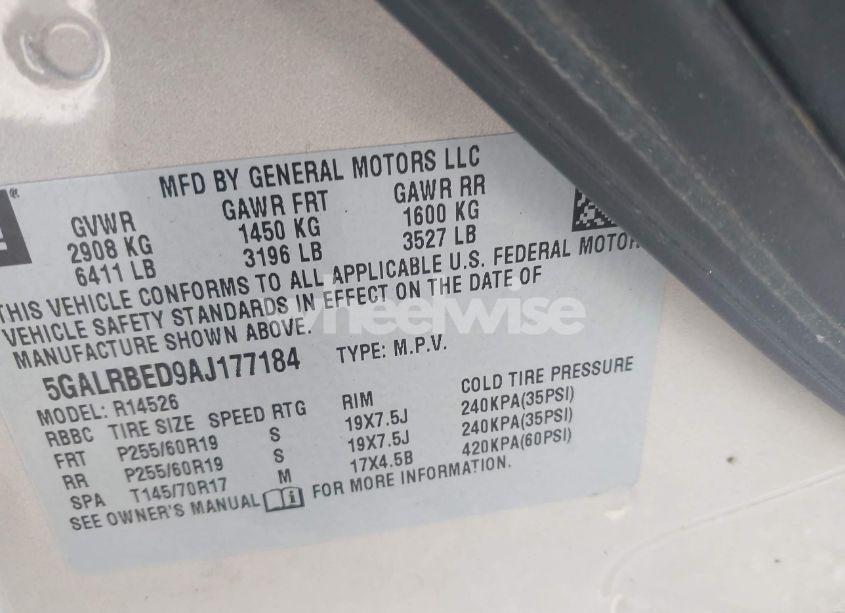 MFD BY GENERAL MOTORS LLC
GVWR GAWR FRT GAWR RR
2908 KG 1450 KG 1600 KG
6411 LB 3196 LB 3527 LB
THIS VEHICLE CONFORMS TO ALL APPLICABLE U.S. FEDERAL MOTOR
VEHICLE SAFETY STANDARDS IN EFFECT ON THE DATE OF
MANUFACTURE SHOWN ABOVE.
wheelwise
5GALRBED9AJ177184 TYPE: M.P.V.
MODEL: R14526
RBBC TIRE SIZE SPEED RTG RIM COLD TIRE PRESSURE
FRT P255/60R19 S 19X7.5J 240KPA(35PSI)
RR P255/60R19 S 19X7.5J 240KPA(35PSI)
SPA T145/70R17 M 17X4.5B 420KPA(60PSI)
SEE OWNER'S MANUAL FOR MORE INFORMATION.